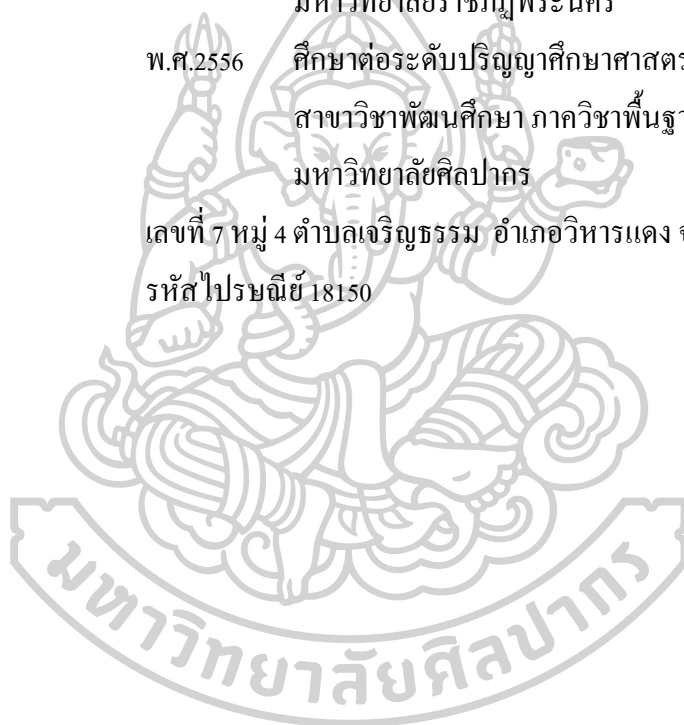 มหาวิทยาลัยราชภัฏพระนคร
พ.ศ.2556 ศึกษาต่อระดับปริญญาศึกษาศาสตร
สาขาวิชาพัฒนศึกษา ภาควิชาพื้นฐา
มหาวิทยาลัยศิลปากร
เลขที่ 7 หมู่ 4 ตำบลเจริญธรรม อำเภอวิหารแดง จ
รหัสไปรษณีย์ 18150
มหาวิทยาลัยศิลปากร